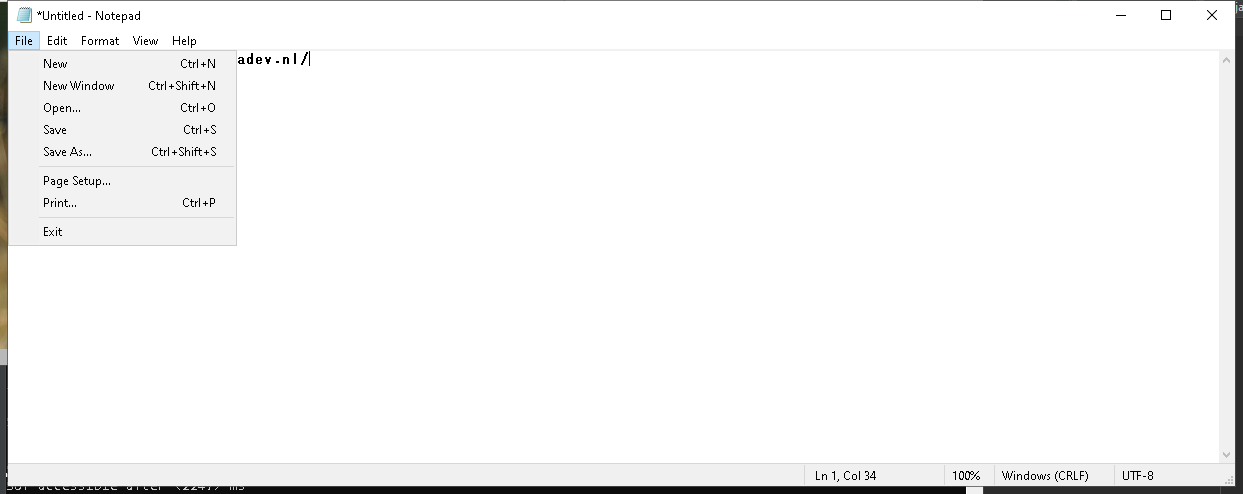 *Untitled - Notepad
File Edit Format View Help
adev.nl/
New Ctrl+N
New Window Ctrl+Shift+N
Open... Ctrl+O
Save Ctrl+S
Save As... Ctrl+Shift+S
Page Setup...
Print... Ctrl+P
Exit
Ln 1, Col 34 100% Windows (CRLF) UTF-8